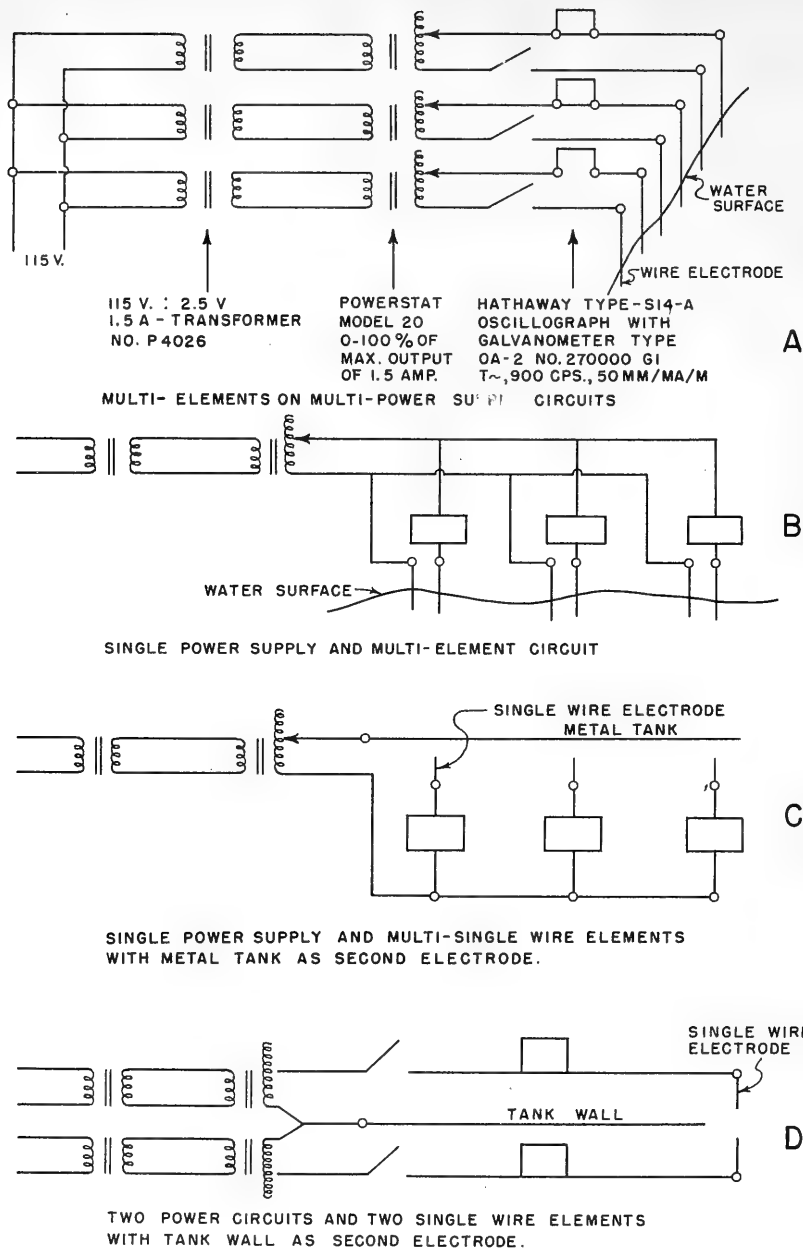 WATER
SURFACE
115 V.
WIRE ELECTRODE
115 V. : 2.5 V
1.5 A - TRANSFORMER
NO. P4026
POWERSTAT
MODEL 20
0-100% OF
MAX. OUTPUT
OF 1.5 AMP.
HATHAWAY TYPE-S14-A
OSCILLOGRAPH WITH
GALVANOMETER TYPE
OA-2 NO. 270000 G1
T~,900 CPS., 50 MM/MA/M
A
MULTI-ELEMENTS ON MULTI-POWER CIRCUITS
B
WATER SURFACE
SINGLE POWER SUPPLY AND MULTI-ELEMENT CIRCUIT
SINGLE WIRE ELECTRODE
METAL TANK
C
SINGLE POWER SUPPLY AND MULTI-SINGLE WIRE ELEMENTS
WITH METAL TANK AS SECOND ELECTRODE.
SINGLE WIRE
ELECTRODE
TANK WALL
D
TWO POWER CIRCUITS AND TWO SINGLE WIRE ELEMENTS
WITH TANK WALL AS SECOND ELECTRODE.